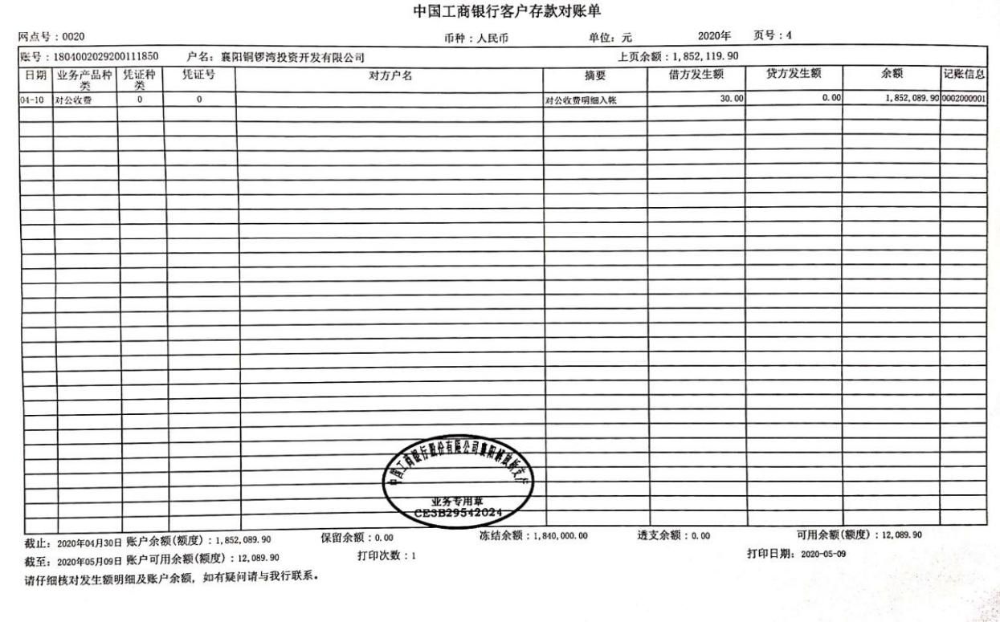 中国工商银行客户存款对账单
网点号：0020 币种：人民币 单位：元 2020年 页号：4
账号：1804002029200111850 户名：襄阳铜锣湾投资开发有限公司 上页余额：1,852,119.90
日期 业务产品种类 凭证种类 凭证号 对方户名 摘要 借方发生额 贷方发生额 余额 记账信息
04-10 对公收费 0 0 对公收费明细入帐 30.00 0.00 1,852,089.90 0002000001
中国工商银行股份有限公司襄阳解放桥支行
业务专用章
CE3B29542024
截止：2020年04月30日 账户余额(额度)：1,852,089.90 保留余额：0.00 冻结余额：1,840,000.00 透支余额：0.00 可用余额(额度)：12,089.90
截至：2020年05月09日 账户可用余额(额度)：12,089.90 打印次数：1 打印日期：2020-05-09
请仔细核对发生额明细及账户余额，如有疑问请与我行联系。